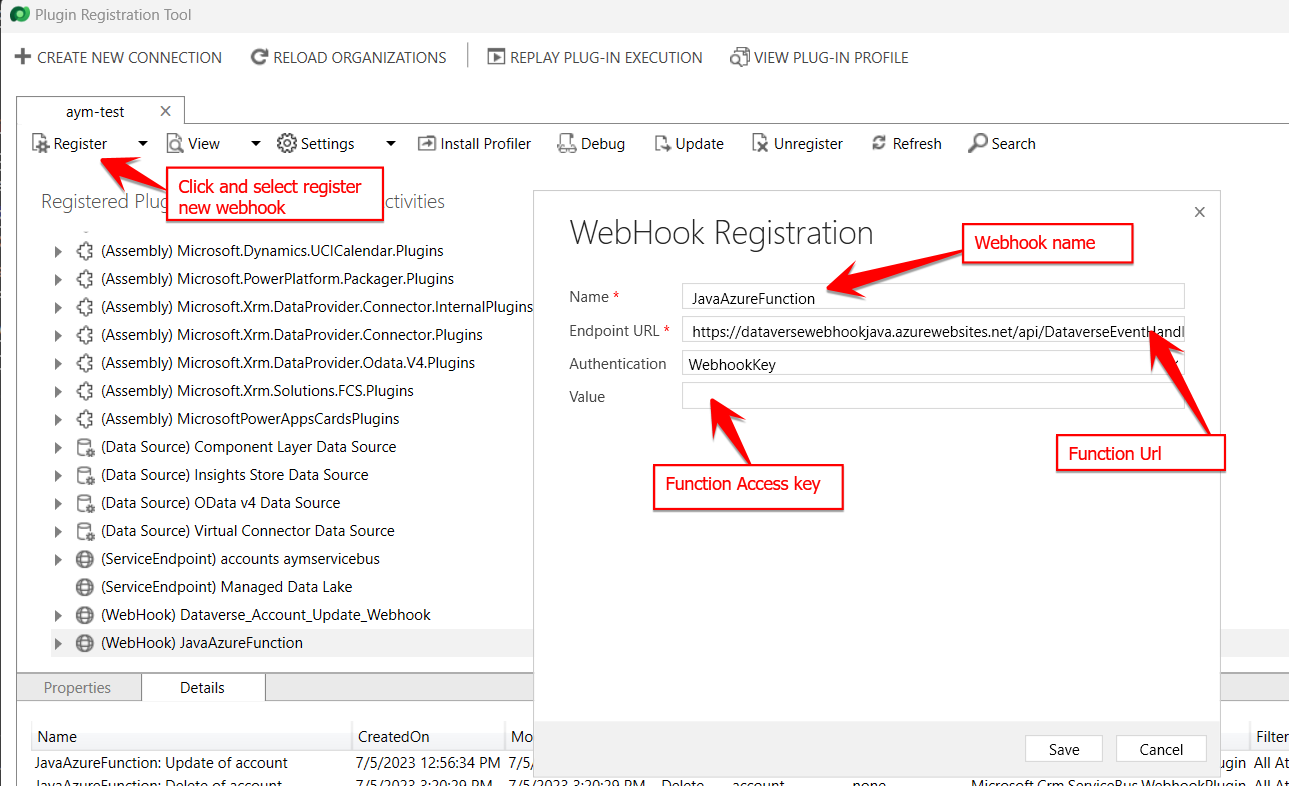 Plugin Registration Tool
CREATE NEW CONNECTION RELOAD ORGANIZATIONS REPLAY PLUG-IN EXECUTION VIEW PLUG-IN PROFILE
aym-test
Register View Settings Install Profiler Debug Update Unregister Refresh Search
Click and select register
new webhook
Registered Plug ctivities
(Assembly) Microsoft.Dynamics.UCICalendar.Plugins
(Assembly) Microsoft.PowerPlatform.Packager.Plugins
(Assembly) Microsoft.Xrm.DataProvider.Connector.InternalPlugins
(Assembly) Microsoft.Xrm.DataProvider.Connector.Plugins
(Assembly) Microsoft.Xrm.DataProvider.Odata.V4.Plugins
(Assembly) Microsoft.Xrm.Solutions.FCS.Plugins
(Assembly) MicrosoftPowerAppsCardsPlugins
(Data Source) Component Layer Data Source
(Data Source) Insights Store Data Source
(Data Source) OData v4 Data Source
(Data Source) Virtual Connector Data Source
(ServiceEndpoint) accounts aymservicebus
(ServiceEndpoint) Managed Data Lake
(WebHook) Dataverse_Account_Update_Webhook
(WebHook) JavaAzureFunction
WebHook Registration
Webhook name
Name * JavaAzureFunction
Endpoint URL * https://dataversewebhookjava.azurewebsites.net/api/DataverseEventHandl
Authentication WebhookKey
Value
Function Url
Function Access key
Save Cancel
Properties Details
Name CreatedOn Mo Filter
JavaAzureFunction: Update of account 7/5/2023 12:56:34 PM 7/5/ ugin All At
JavaAzureFunction: Delete of account 7/5/2023 3:20:29 PM 7/5/2023 3:20:29 PM Delete account none Microsoft.Crm.ServiceBus.WebhookPlugin All At